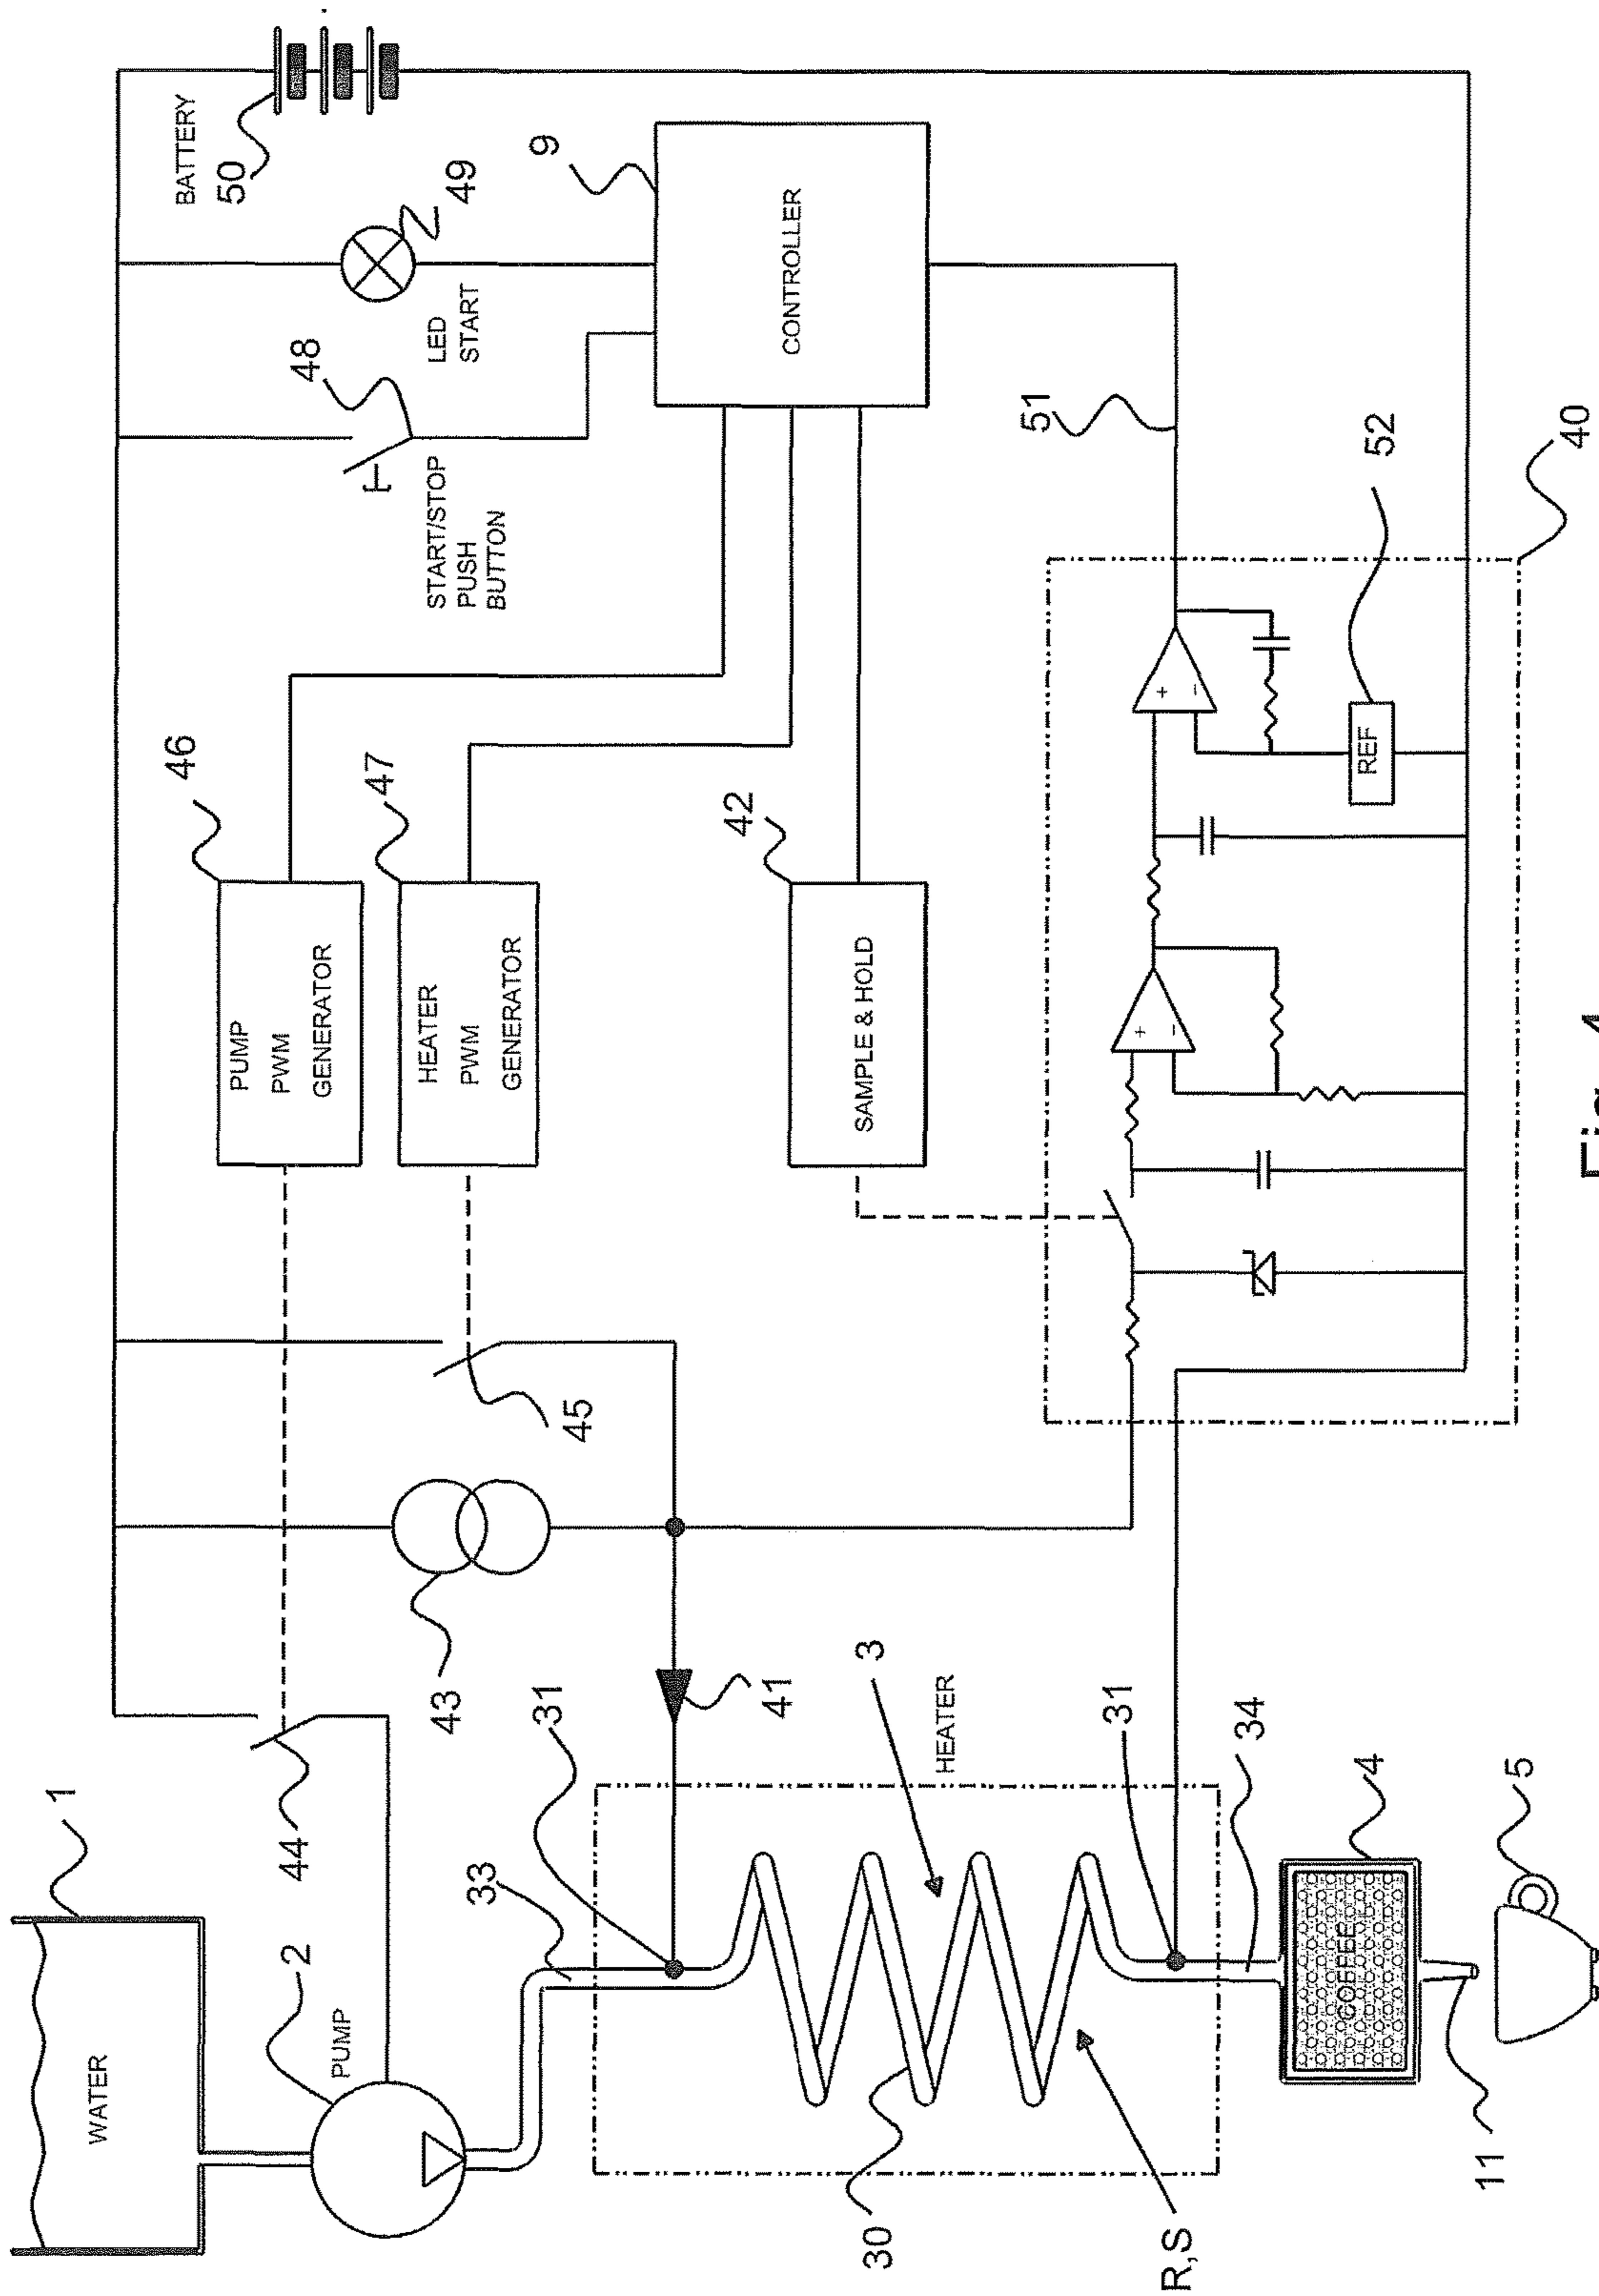 1
WATER
2
PUMP
44
43
33
31
41
3
HEATER
31
34
30
R,S
4
COFFEE
11
5
45
PUMP
PWM
GENERATOR
46
HEATER
PWM
GENERATOR
47
SAMPLE & HOLD
42
START/STOP
PUSH
BUTTON
48
LED
START
49
BATTERY
50
CONTROLLER
9
51
+
-
+
-
REF
52
40